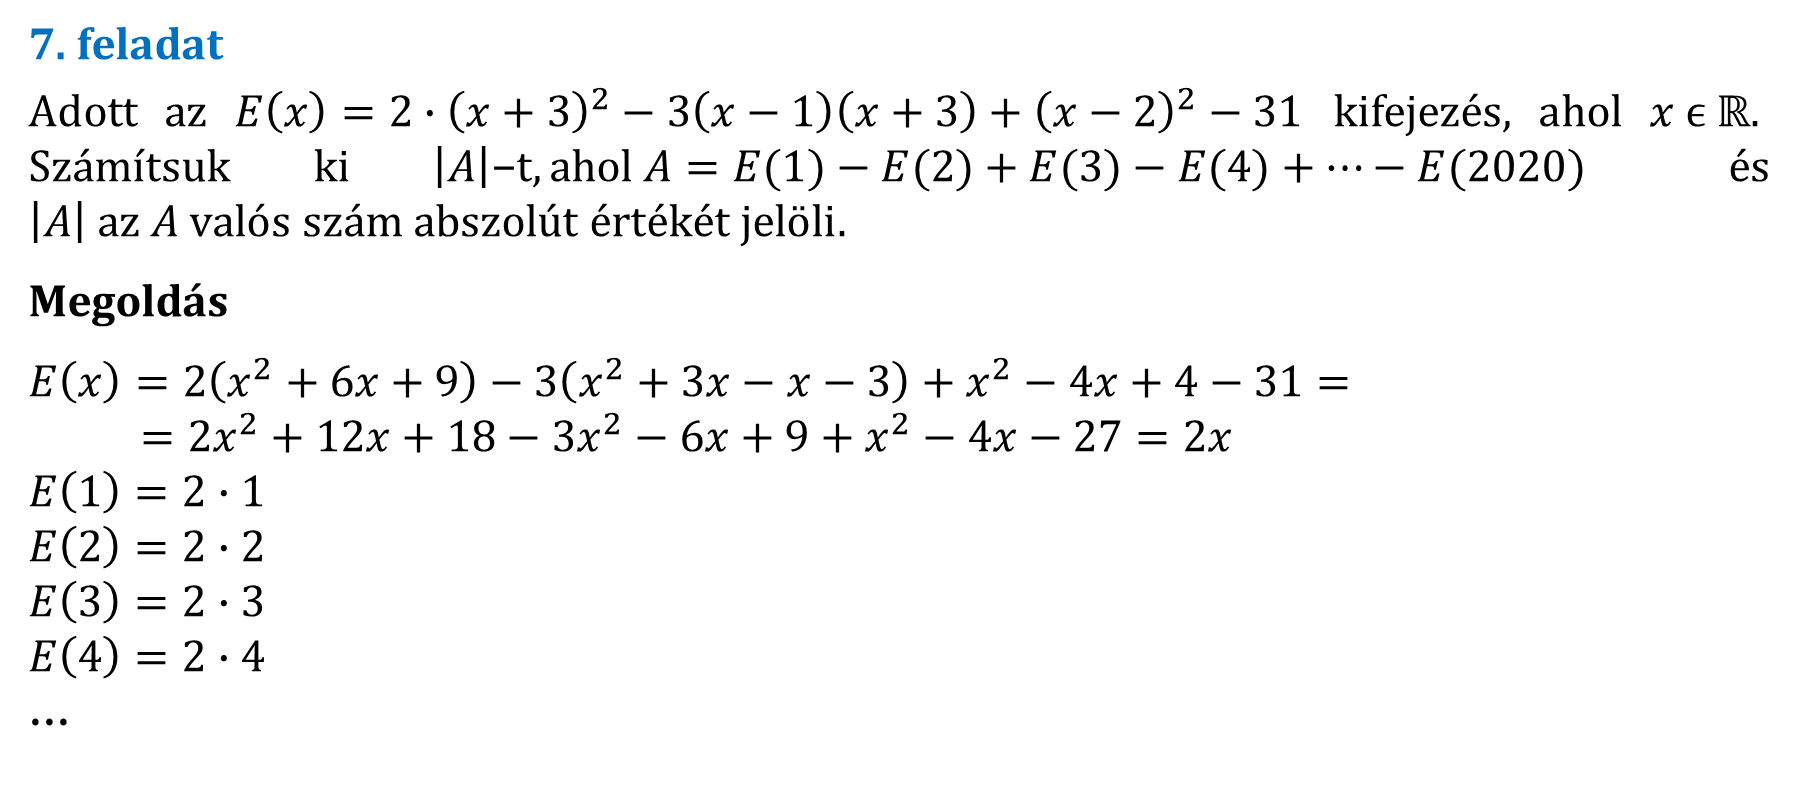 7. feladat
Adott az E(x) = 2 · (x + 3)² − 3(x − 1)(x + 3) + (x − 2)² − 31 kifejezés, ahol x ϵ ℝ.
Számítsuk ki |A|−t, ahol A = E(1) − E(2) + E(3) − E(4) + ⋯ − E(2020) és
|A| az A valós szám abszolút értékét jelöli.
Megoldás
E(x) = 2(x² + 6x + 9) − 3(x² + 3x − x − 3) + x² − 4x + 4 − 31 =
= 2x² + 12x + 18 − 3x² − 6x + 9 + x² − 4x − 27 = 2x
E(1) = 2 · 1
E(2) = 2 · 2
E(3) = 2 · 3
E(4) = 2 · 4
…